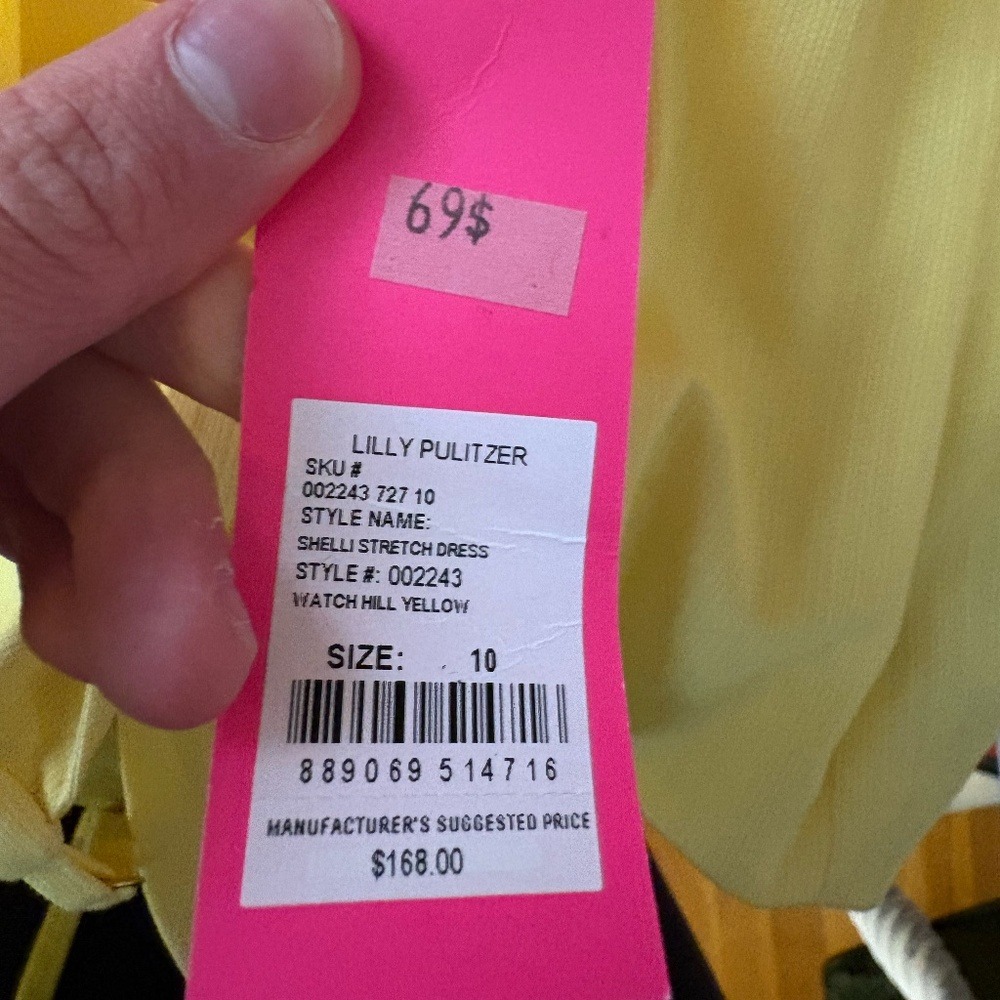 69$
LILLY PULITZER
SKU #
002243 727 10
STYLE NAME:
SHELLI STRETCH DRESS
STYLE #: 002243
WATCH HILL YELLOW
SIZE: 10
889069 514716
MANUFACTURER'S SUGGESTED PRICE
$168.00